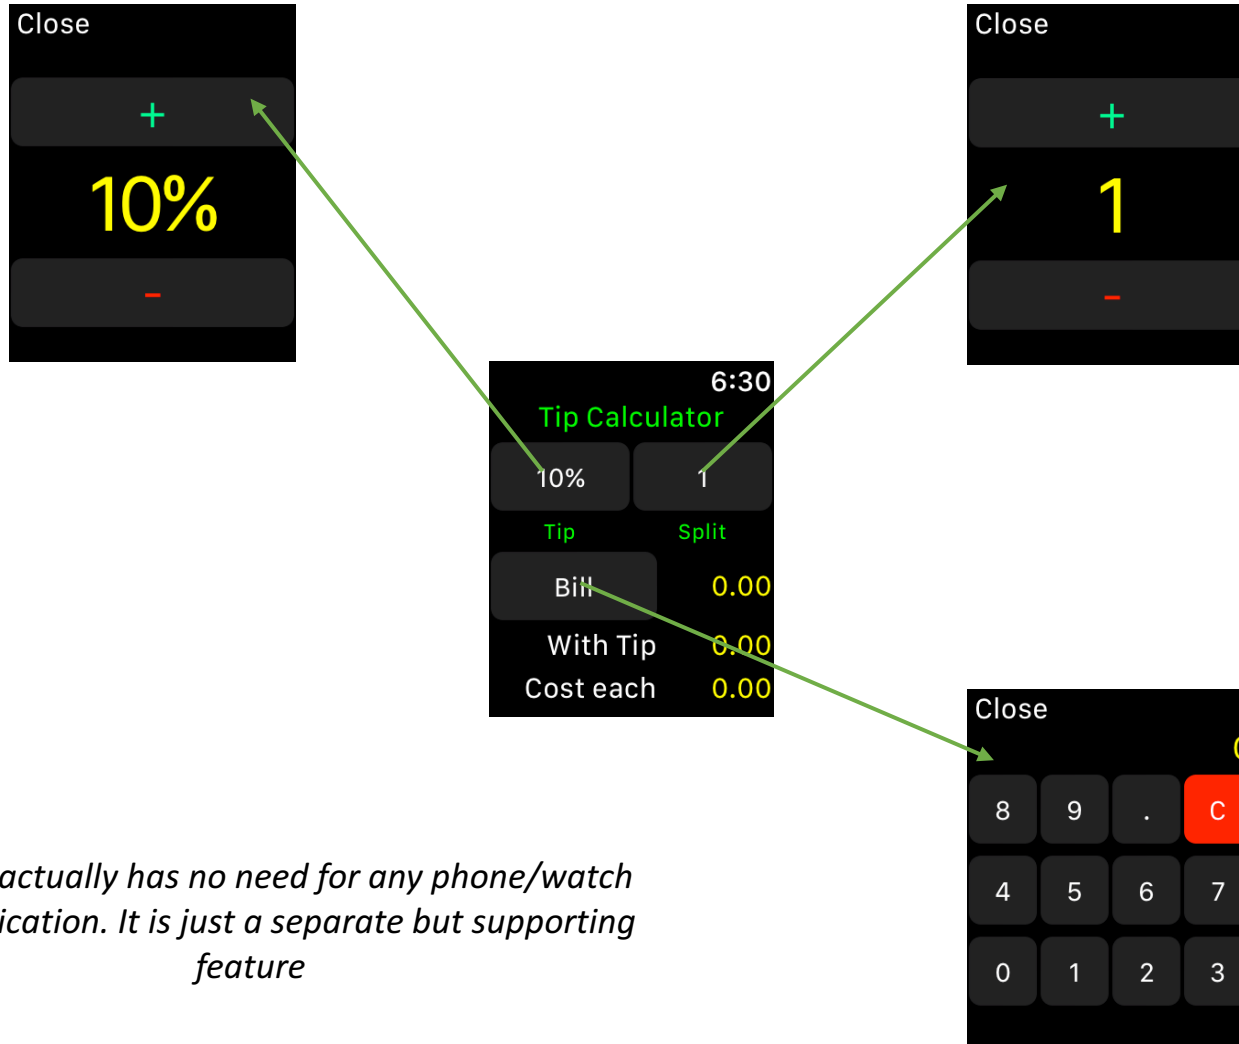 Close
+
10%
-
Close
+
1
-
6:30
Tip Calculator
10% 1
Tip Split
Bill 0.00
With Tip 0.00
Cost each 0.00
Close
8 9 . C
4 5 6 7
0 1 2 3
actually has no need for any phone/watch
It is just a separate but supporting
feature